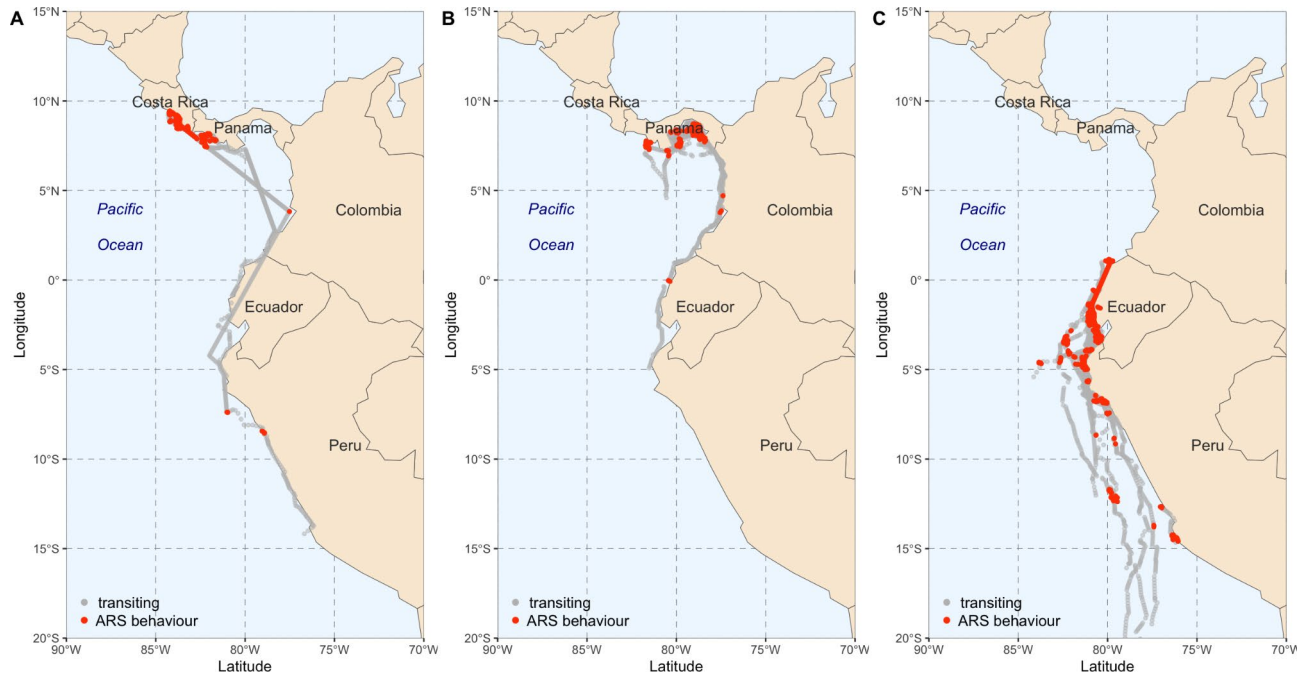 A
15°N
10°N
5°N
0°
5°S
10°S
15°S
20°S
Longitude
Costa Rica
Panama
Pacific
Ocean
Colombia
Ecuador
Peru
transiting
ARS behaviour
90°W
85°W
80°W
75°W
70°W
Latitude
B
15°N
10°N
5°N
0°
5°S
10°S
15°S
20°S
Longitude
Costa Rica
Panama
Pacific
Ocean
Colombia
Ecuador
Peru
transiting
ARS behaviour
90°W
85°W
80°W
75°W
70°W
Latitude
C
15°N
10°N
5°N
0°
5°S
10°S
15°S
20°S
Longitude
Costa Rica
Panama
Pacific
Ocean
Colombia
Ecuador
Peru
transiting
ARS behaviour
90°W
85°W
80°W
75°W
70°W
Latitude